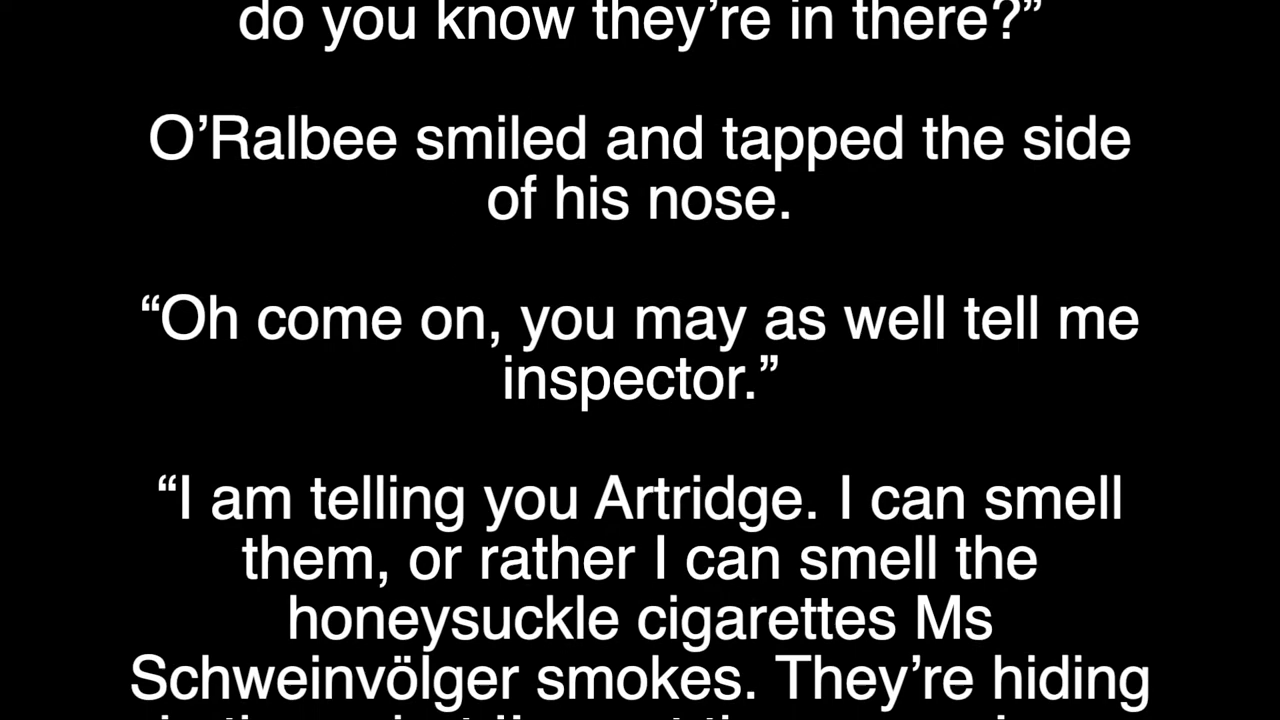 do you know they’re in there?”
O’Ralbee smiled and tapped the side
of his nose.
“Oh come on, you may as well tell me
inspector.”
“I am telling you Artridge. I can smell
them, or rather I can smell the
honeysuckle cigarettes Ms
Schweinvölger smokes. They’re hiding